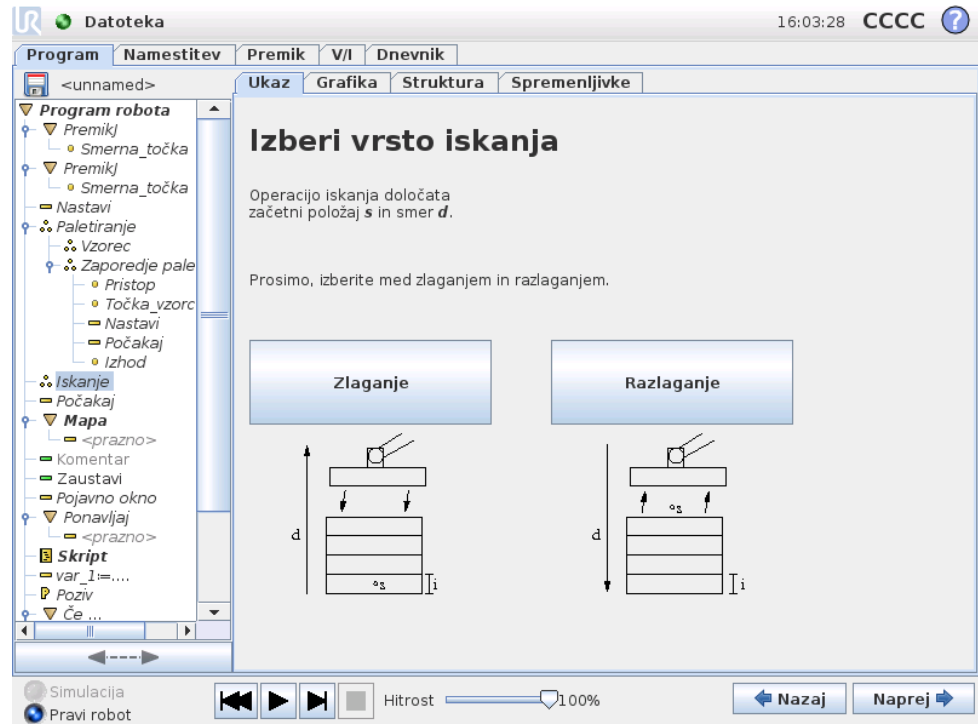 UR Datoteka 16:03:28 CCCC ?
Program Namestitev Premik V/I Dnevnik
<unnamed>
Ukaz Grafika Struktura Spremenljivke
Program robota
PremikJ
Smerna_točka
PremikJ
Smerna_točka
Nastavi
Paletiranje
Vzorec
Zaporedje pale
Pristop
Točka_vzorc
Nastavi
Počakaj
Izhod
Iskanje
Počakaj
Mapa
<prazno>
Komentar
Zaustavi
Pojavno okno
Ponavljaj
<prazno>
Skript
var_1:=....
Poziv
Če ...
Izberi vrsto iskanja
Operacijo iskanja določata
začetni položaj s in smer d.
Prosimo, izberite med zlaganjem in razlaganjem.
Zlaganje Razlaganje
d s i
d s i
Simulacija
Pravi robot
Hitrost 100%
Nazaj Naprej